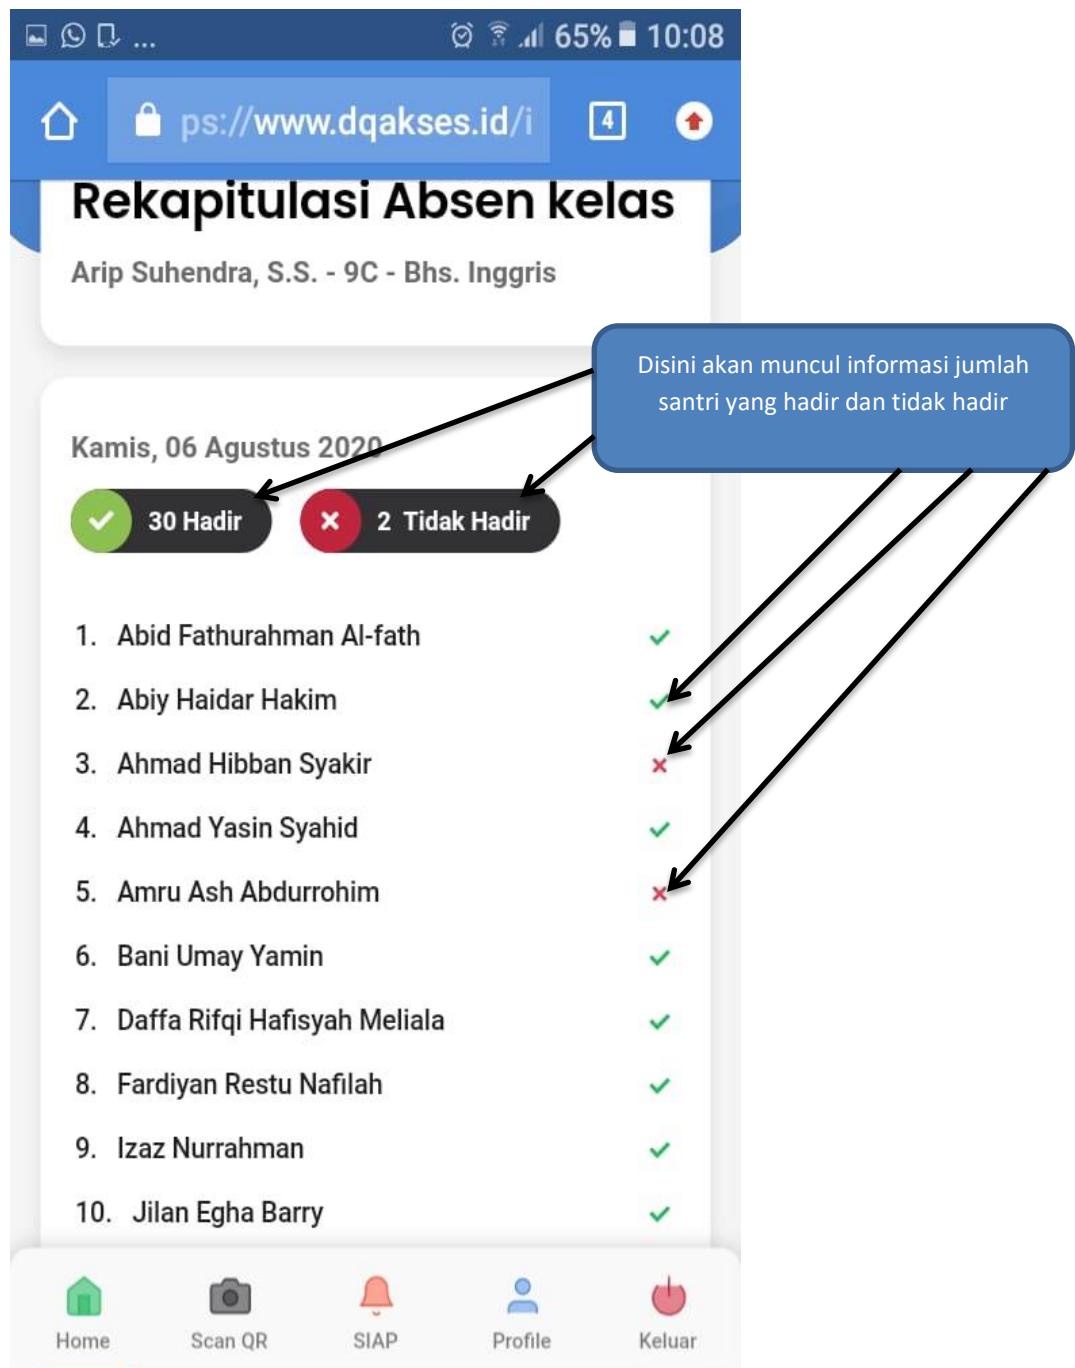 ... 65% 10:08
ps://www.dqakses.id/i 4
Rekapitulasi Absen kelas
Arip Suhendra, S.S. - 9C - Bhs. Inggris
Disini akan muncul informasi jumlah
santri yang hadir dan tidak hadir
Kamis, 06 Agustus 2020
30 Hadir 2 Tidak Hadir
1. Abid Fathurahman Al-fath
2. Abiy Haidar Hakim
3. Ahmad Hibban Syakir
4. Ahmad Yasin Syahid
5. Amru Ash Abdurrohim
6. Bani Umay Yamin
7. Daffa Rifqi Hafisyah Meliala
8. Fardiyan Restu Nafilah
9. Izaz Nurrahman
10. Jilan Egha Barry
Home Scan QR SIAP Profile Keluar